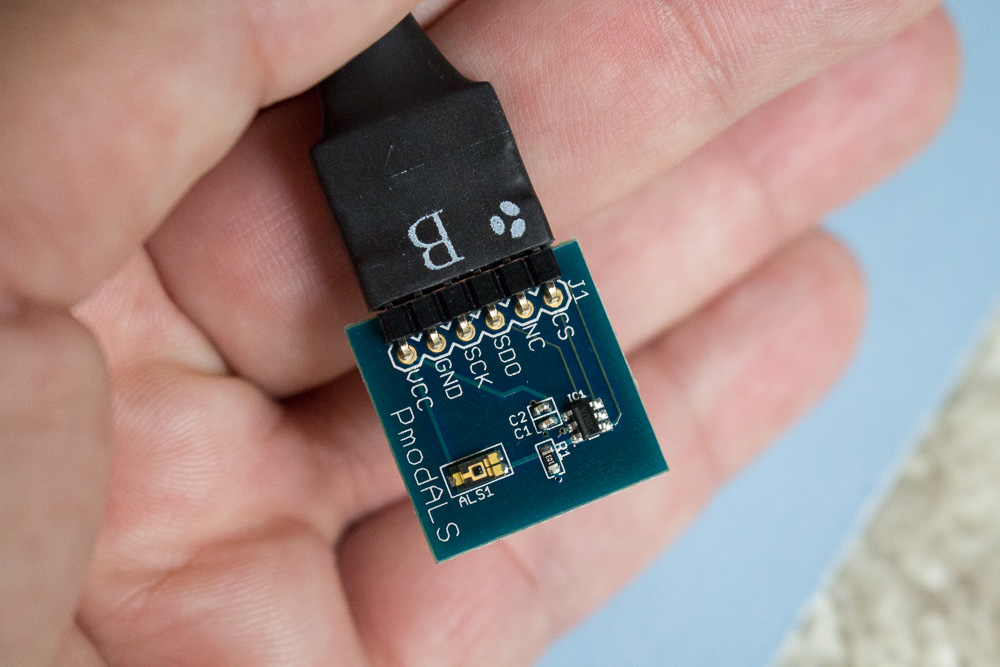 B
J1
CS
NC
SDO
SCK
GND
VCC
IC1
C2
C1
R1
ALS1
PmodALS